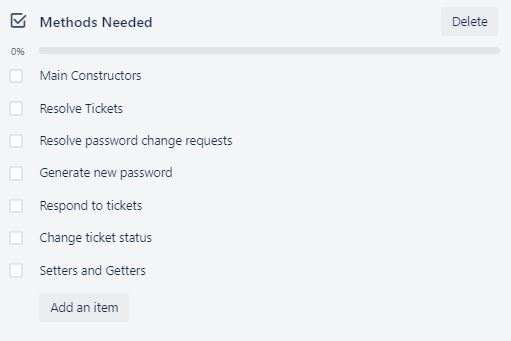 Methods Needed
Delete
0%
Main Constructors
Resolve Tickets
Resolve password change requests
Generate new password
Respond to tickets
Change ticket status
Setters and Getters
Add an item